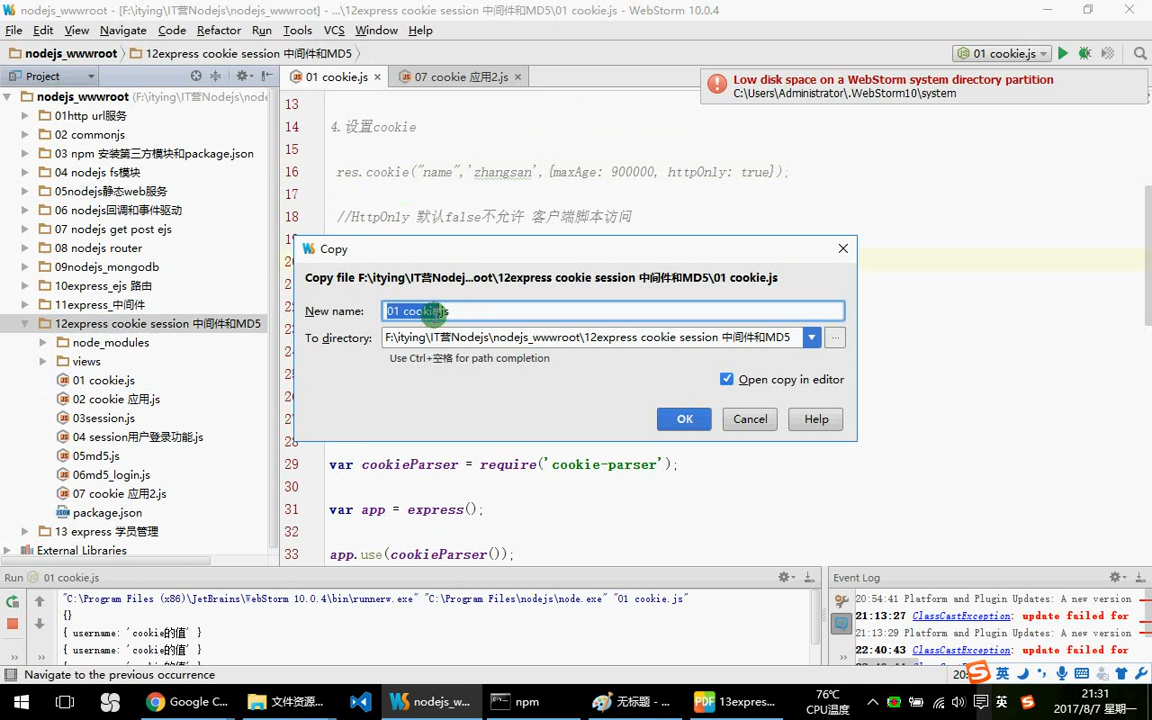 nodejs_wwwroot - [F:\itying\IT营Nodejs\nodejs_wwwroot] - ...\12express cookie session 中间件和MD5\01 cookie.js - WebStorm 10.0.4
File Edit View Navigate Code Refactor Run Tools VCS Window Help
nodejs_wwwroot 12express cookie session 中间件和MD5 01 cookie.js
Project 01 cookie.js 07 cookie 应用2.js
Low disk space on a WebStorm system directory partition
C:\Users\Administrator\.WebStorm10\system
nodejs_wwwroot (F:\itying\IT营Nodejs\node
01http url服务
02 commonjs
03 npm 安装第三方模块和package.json
04 nodejs fs模块
05nodejs静态web服务
06 nodejs回调和事件驱动
07 nodejs get post ejs
08 nodejs router
09nodejs_mongodb
10express_ejs 路由
11express_中间件
12express cookie session 中间件和MD5
node_modules
views
01 cookie.js
02 cookie 应用.js
03session.js
04 session用户登录功能.js
05md5.js
06md5_login.js
07 cookie 应用2.js
package.json
13 express 学员管理
External Libraries
13
14 4.设置cookie
15
16 res.cookie("name",'zhangsan',{maxAge: 900000, httpOnly: true});
17
18 //HttpOnly 默认false不允许 客户端脚本访问
Copy
Copy file F:\itying\IT营Nodej...oot\12express cookie session 中间件和MD5\01 cookie.js
New name: 01 cookie.js
To directory: F:\itying\IT营Nodejs\nodejs_wwwroot\12express cookie session 中间件和MD5
Use Ctrl+空格 for path completion
Open copy in editor
OK Cancel Help
29 var cookieParser = require('cookie-parser');
30
31 var app = express();
32
33 app.use(cookieParser());
Run 01 cookie.js
"C:\Program Files (x86)\JetBrains\WebStorm 10.0.4\bin\runnerw.exe" "C:\Program Files\nodejs\node.exe" "01 cookie.js"
{}
{ username: 'cookie的值' }
{ username: 'cookie的值' }
{ username: 'cookie的值' }
Event Log
20:54:41 Platform and Plugin Updates: A new version
21:13:27 ClassCastException: update failed for
21:13:29 Platform and Plugin Updates: A new version
22:40:43 ClassCastException: update failed for
Navigate to the previous occurrence
英
Google C...
文件资源...
nodejs_w...
npm
无标题 - ...
13expres...
76℃
CPU温度
英
21:31
2017/8/7 星期一